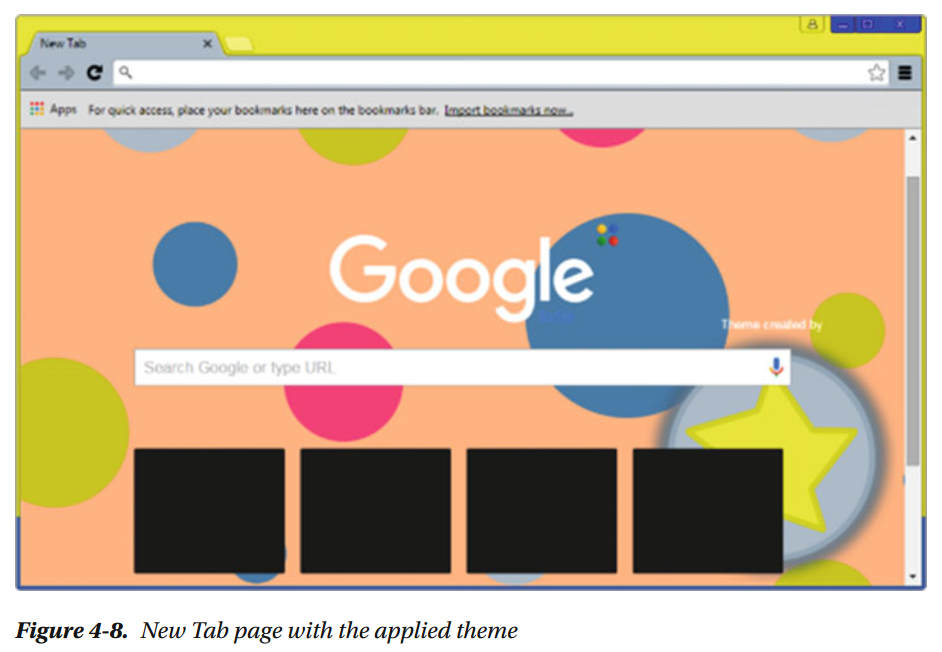 New Tab
Apps For quick access, place your bookmarks here on the bookmarks bar. Import bookmarks now...
Google
Theme created by
Search Google or type URL
Figure 4-8. New Tab page with the applied theme